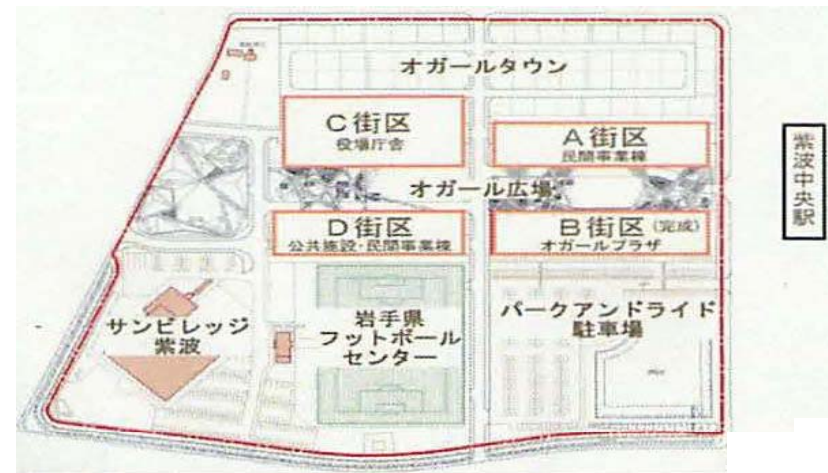 オガールタウン
C街区
役場庁舎
A街区
民間事業棟
オガール広場
D街区
公共施設・民間事業棟
B街区(完成)
オガールプラザ
サンビレッジ
紫波
岩手県
フットボール
センター
パークアンドライド
駐車場
紫波中央駅